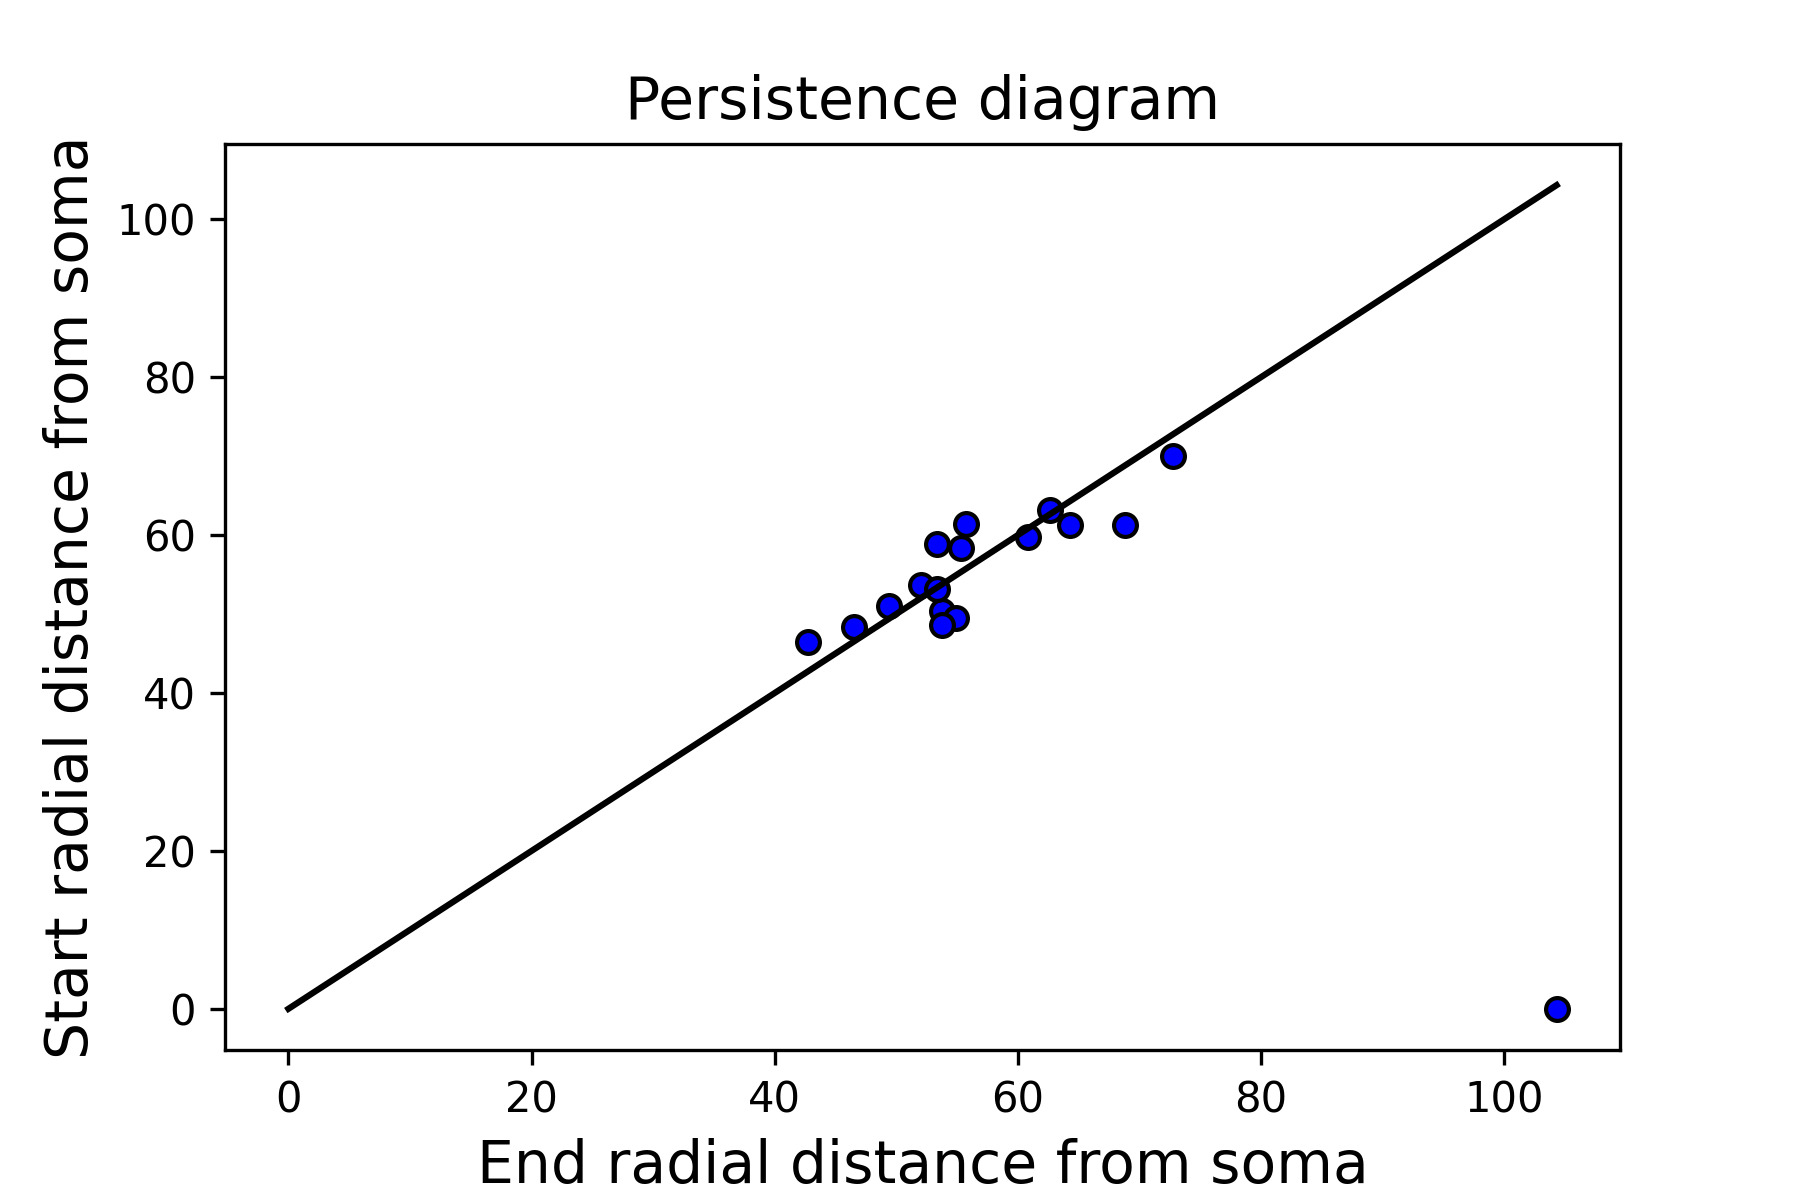 Persistence diagram
Start radial distance from soma
100
80
60
40
20
0
0 20 40 60 80 100
End radial distance from soma